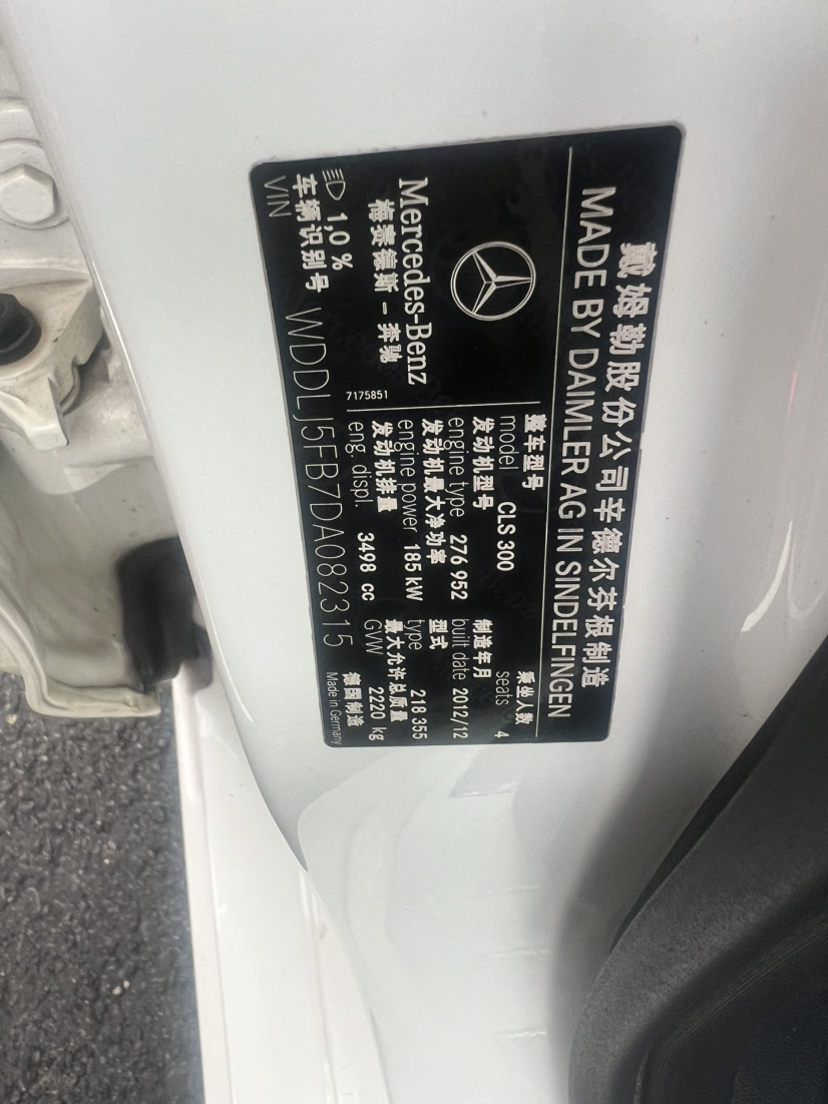 戴姆勒股份公司辛德尔芬根制造
MADE BY DAIMLER AG IN SINDELFINGEN
Mercedes-Benz
梅赛德斯－奔驰
7175851
1,0 %
整车型号
model CLS 300
乘坐人数
seats 4
发动机型号
engine type 276 952
制造年月
built date 2012/12
发动机最大净功率
engine power 185 kW
型式
type 218 355
发动机排量
eng. displ. 3498 cc
最大允许总质量
GVW 2220 kg
车辆识别号
VIN WDDLJ5FB7DA082315
德国制造
Made in Germany